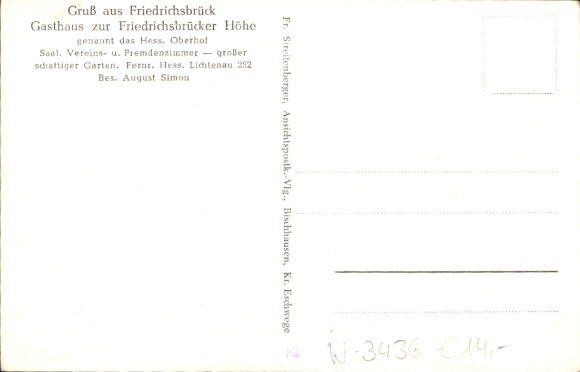 Gruß aus Friedrichsbrück
Gasthaus zur Friedrichsbrücker Höhe
genannt das Hess. Oberhof
Saal. Vereins- u. Fremdenzimmer — großer
schattiger Garten. Fernr. Hess. Lichtenau 252
Bes. August Simon
Fr. Streitenberger, Ansichtspostk.-Vlg., Bischhausen, Kr. Eschwege
W-3436 €14,-